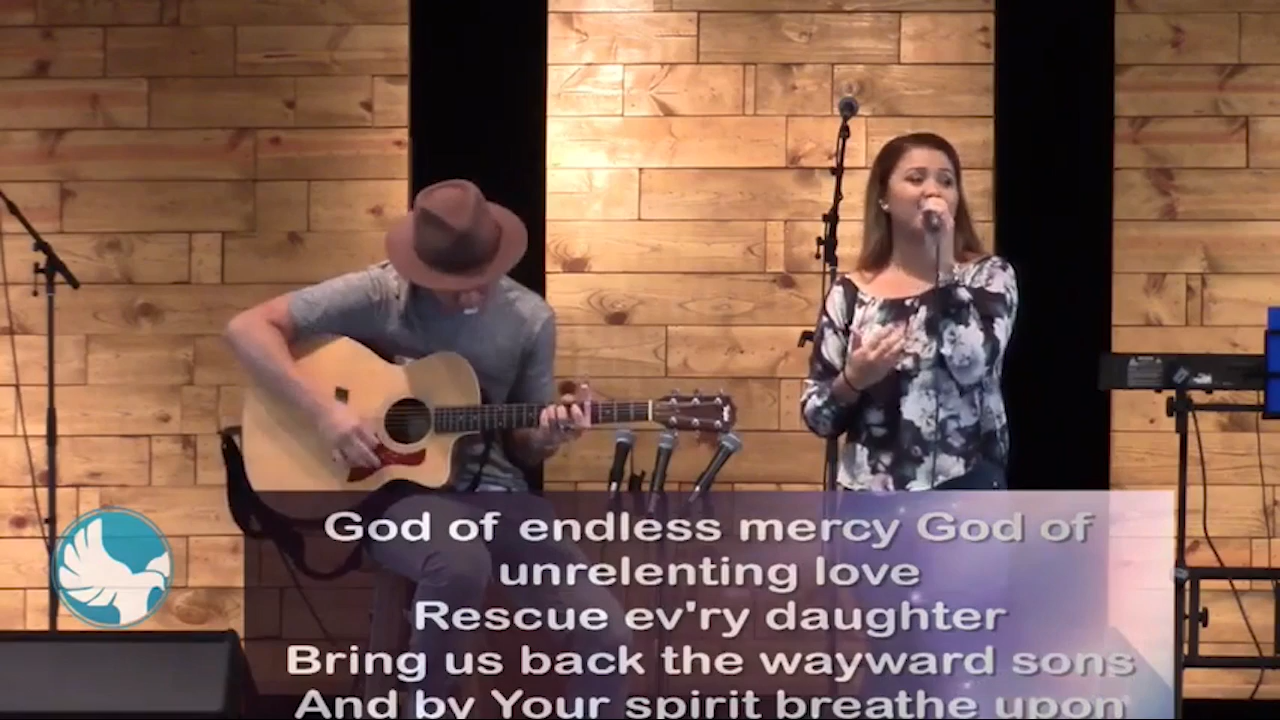 God of endless mercy God of
unrelenting love
Rescue ev'ry daughter
Bring us back the wayward sons
And by Your spirit breathe upon